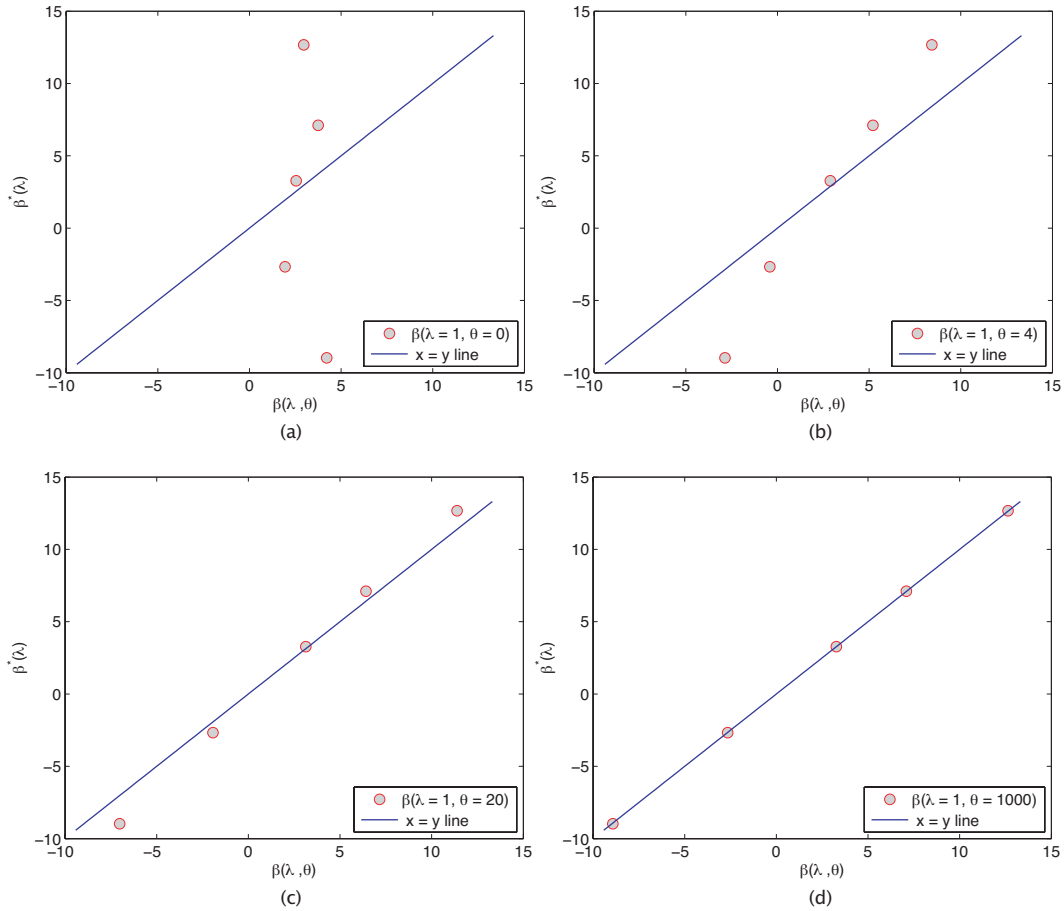 15
10
5
0
−5
−10
−10
−5
0
5
10
15
β*(λ)
β(λ ,θ)
β(λ = 1, θ = 0)
x = y line
(a)
15
10
5
0
−5
−10
−10
−5
0
5
10
15
β*(λ)
β(λ ,θ)
β(λ = 1, θ = 4)
x = y line
(b)
15
10
5
0
−5
−10
−10
−5
0
5
10
15
β*(λ)
β(λ ,θ)
β(λ = 1, θ = 20)
x = y line
(c)
15
10
5
0
−5
−10
−10
−5
0
5
10
15
β*(λ)
β(λ ,θ)
β(λ = 1, θ = 1000)
x = y line
(d)